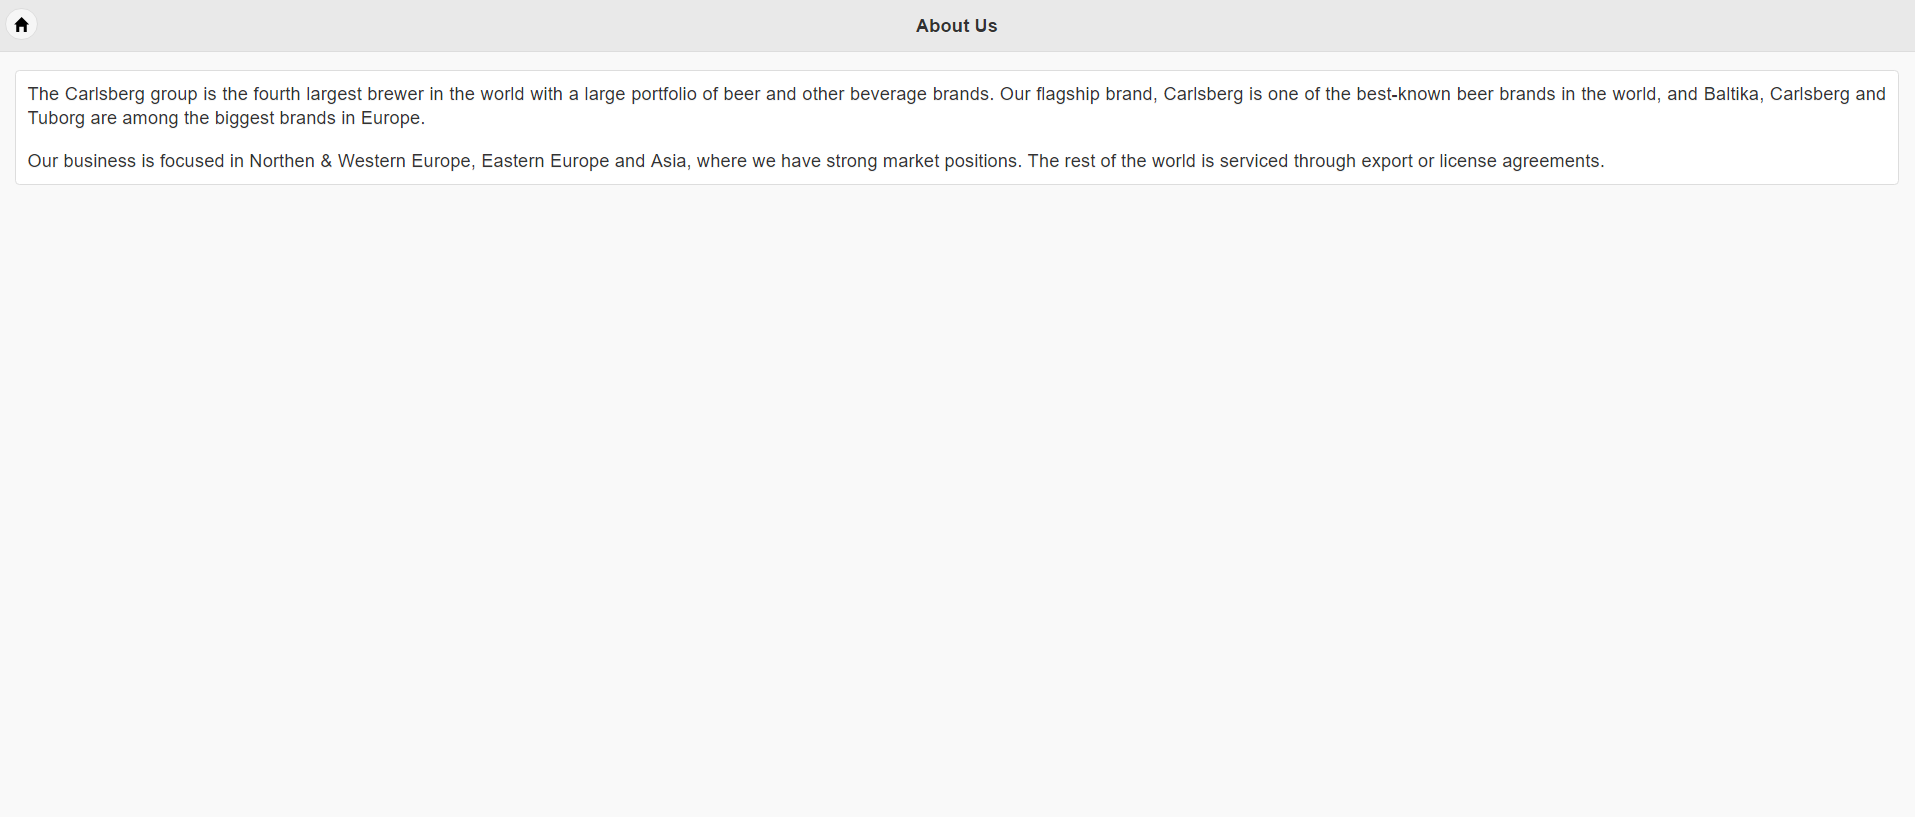 About Us
The Carlsberg group is the fourth largest brewer in the world with a large portfolio of beer and other beverage brands. Our flagship brand, Carlsberg is one of the best-known beer brands in the world, and Baltika, Carlsberg and
Tuborg are among the biggest brands in Europe.
Our business is focused in Northen & Western Europe, Eastern Europe and Asia, where we have strong market positions. The rest of the world is serviced through export or license agreements.